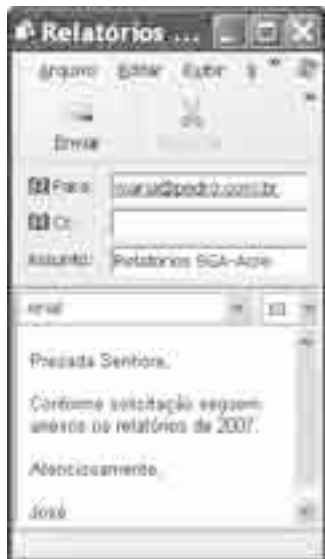 Relatórios ...
Arquivo Editar Exibir
Enviar
Para: maria@pedro.com.br
Cc:
Assunto: Relatórios SGA-Acre
Arial 10
Prezada Senhora,
Conforme solicitação seguem
anexos os relatórios de 2007.
Atenciosamente,
José